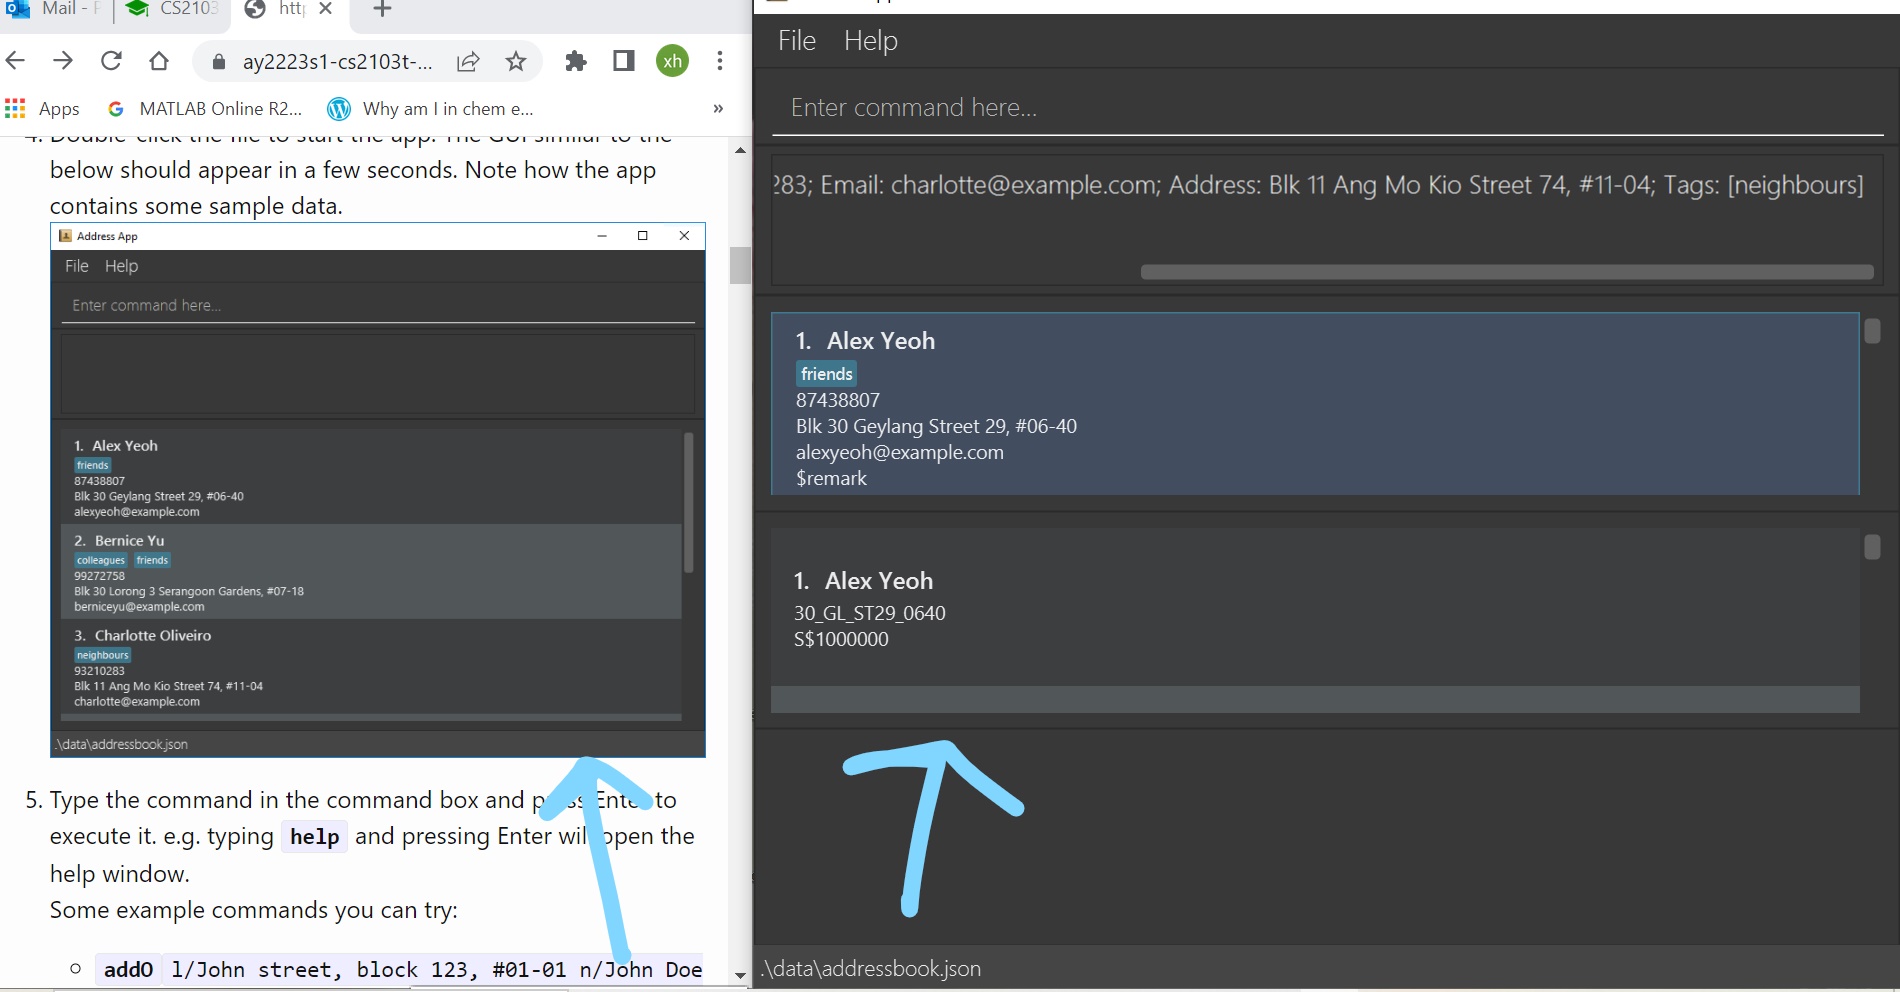 Mail -
CS2103
http
ay2223s1-cs2103t-...
xh
Apps
MATLAB Online R2...
Why am I in chem e...
»
4. Double-click the file to start the app. The GUI similar to the
below should appear in a few seconds. Note how the app
contains some sample data.
Address App
File Help
Enter command here...
1. Alex Yeoh
friends
87438807
Blk 30 Geylang Street 29, #06-40
alexyeoh@example.com
2. Bernice Yu
colleagues friends
99272758
Blk 30 Lorong 3 Serangoon Gardens, #07-18
berniceyu@example.com
3. Charlotte Oliveiro
neighbours
93210283
Blk 11 Ang Mo Kio Street 74, #11-04
charlotte@example.com
.\data\addressbook.json
5. Type the command in the command box and press Enter to
execute it. e.g. typing help and pressing Enter will open the
help window.
Some example commands you can try:
addO l/John street, block 123, #01-01 n/John Doe
File Help
Enter command here...
283; Email: charlotte@example.com; Address: Blk 11 Ang Mo Kio Street 74, #11-04; Tags: [neighbours]
1. Alex Yeoh
friends
87438807
Blk 30 Geylang Street 29, #06-40
alexyeoh@example.com
$remark
1. Alex Yeoh
30_GL_ST29_0640
S$1000000
.\data\addressbook.json